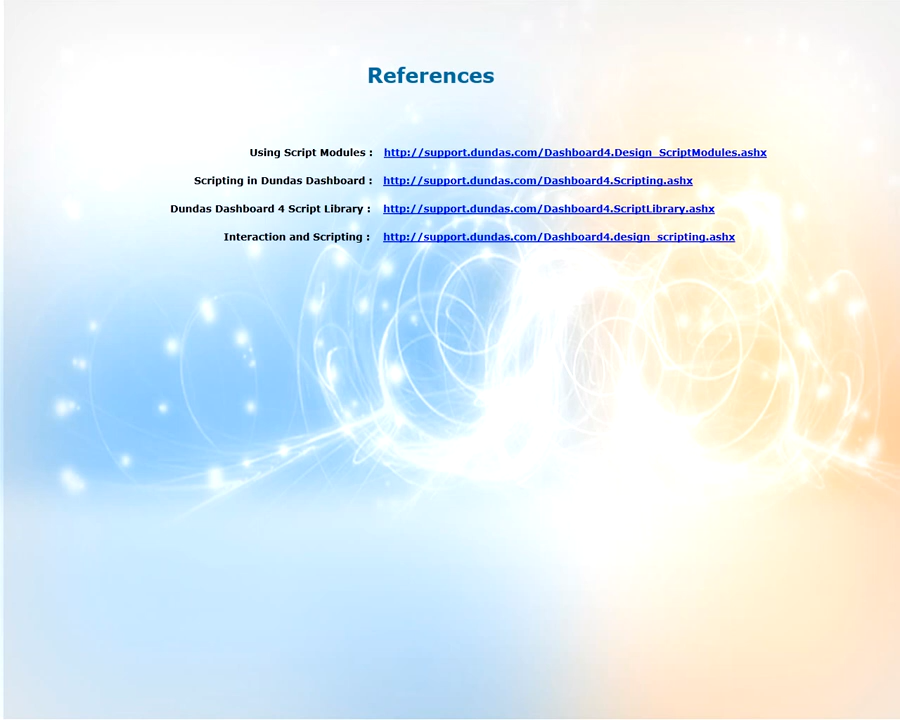 References
Using Script Modules : http://support.dundas.com/Dashboard4.Design_ScriptModules.ashx
Scripting in Dundas Dashboard : http://support.dundas.com/Dashboard4.Scripting.ashx
Dundas Dashboard 4 Script Library : http://support.dundas.com/Dashboard4.ScriptLibrary.ashx
Interaction and Scripting : http://support.dundas.com/Dashboard4.design_scripting.ashx